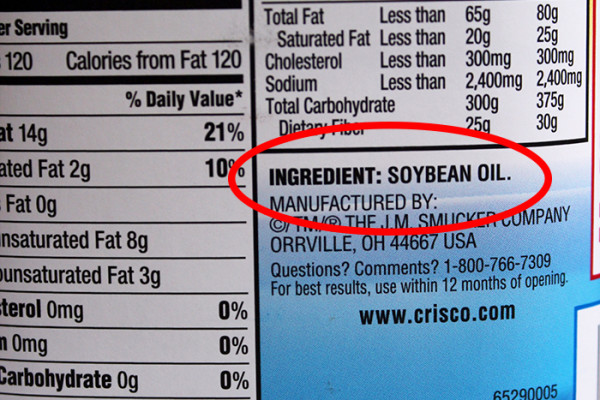 er Serving
120 Calories from Fat 120
% Daily Value*
at 14g 21%
ated Fat 2g 10%
Fat 0g
nsaturated Fat 8g
ounsaturated Fat 3g
sterol 0mg 0%
m 0mg 0%
Carbohydrate 0g 0%
Total Fat Less than 65g 80g
Saturated Fat Less than 20g 25g
Cholesterol Less than 300mg 300mg
Sodium Less than 2,400mg 2,400mg
Total Carbohydrate 300g 375g
Dietary Fiber 25g 30g
INGREDIENT: SOYBEAN OIL.
MANUFACTURED BY:
©/TM/® THE J.M. SMUCKER COMPANY
ORRVILLE, OH 44667 USA
Questions? Comments? 1-800-766-7309
For best results, use within 12 months of opening.
www.crisco.com
65290005